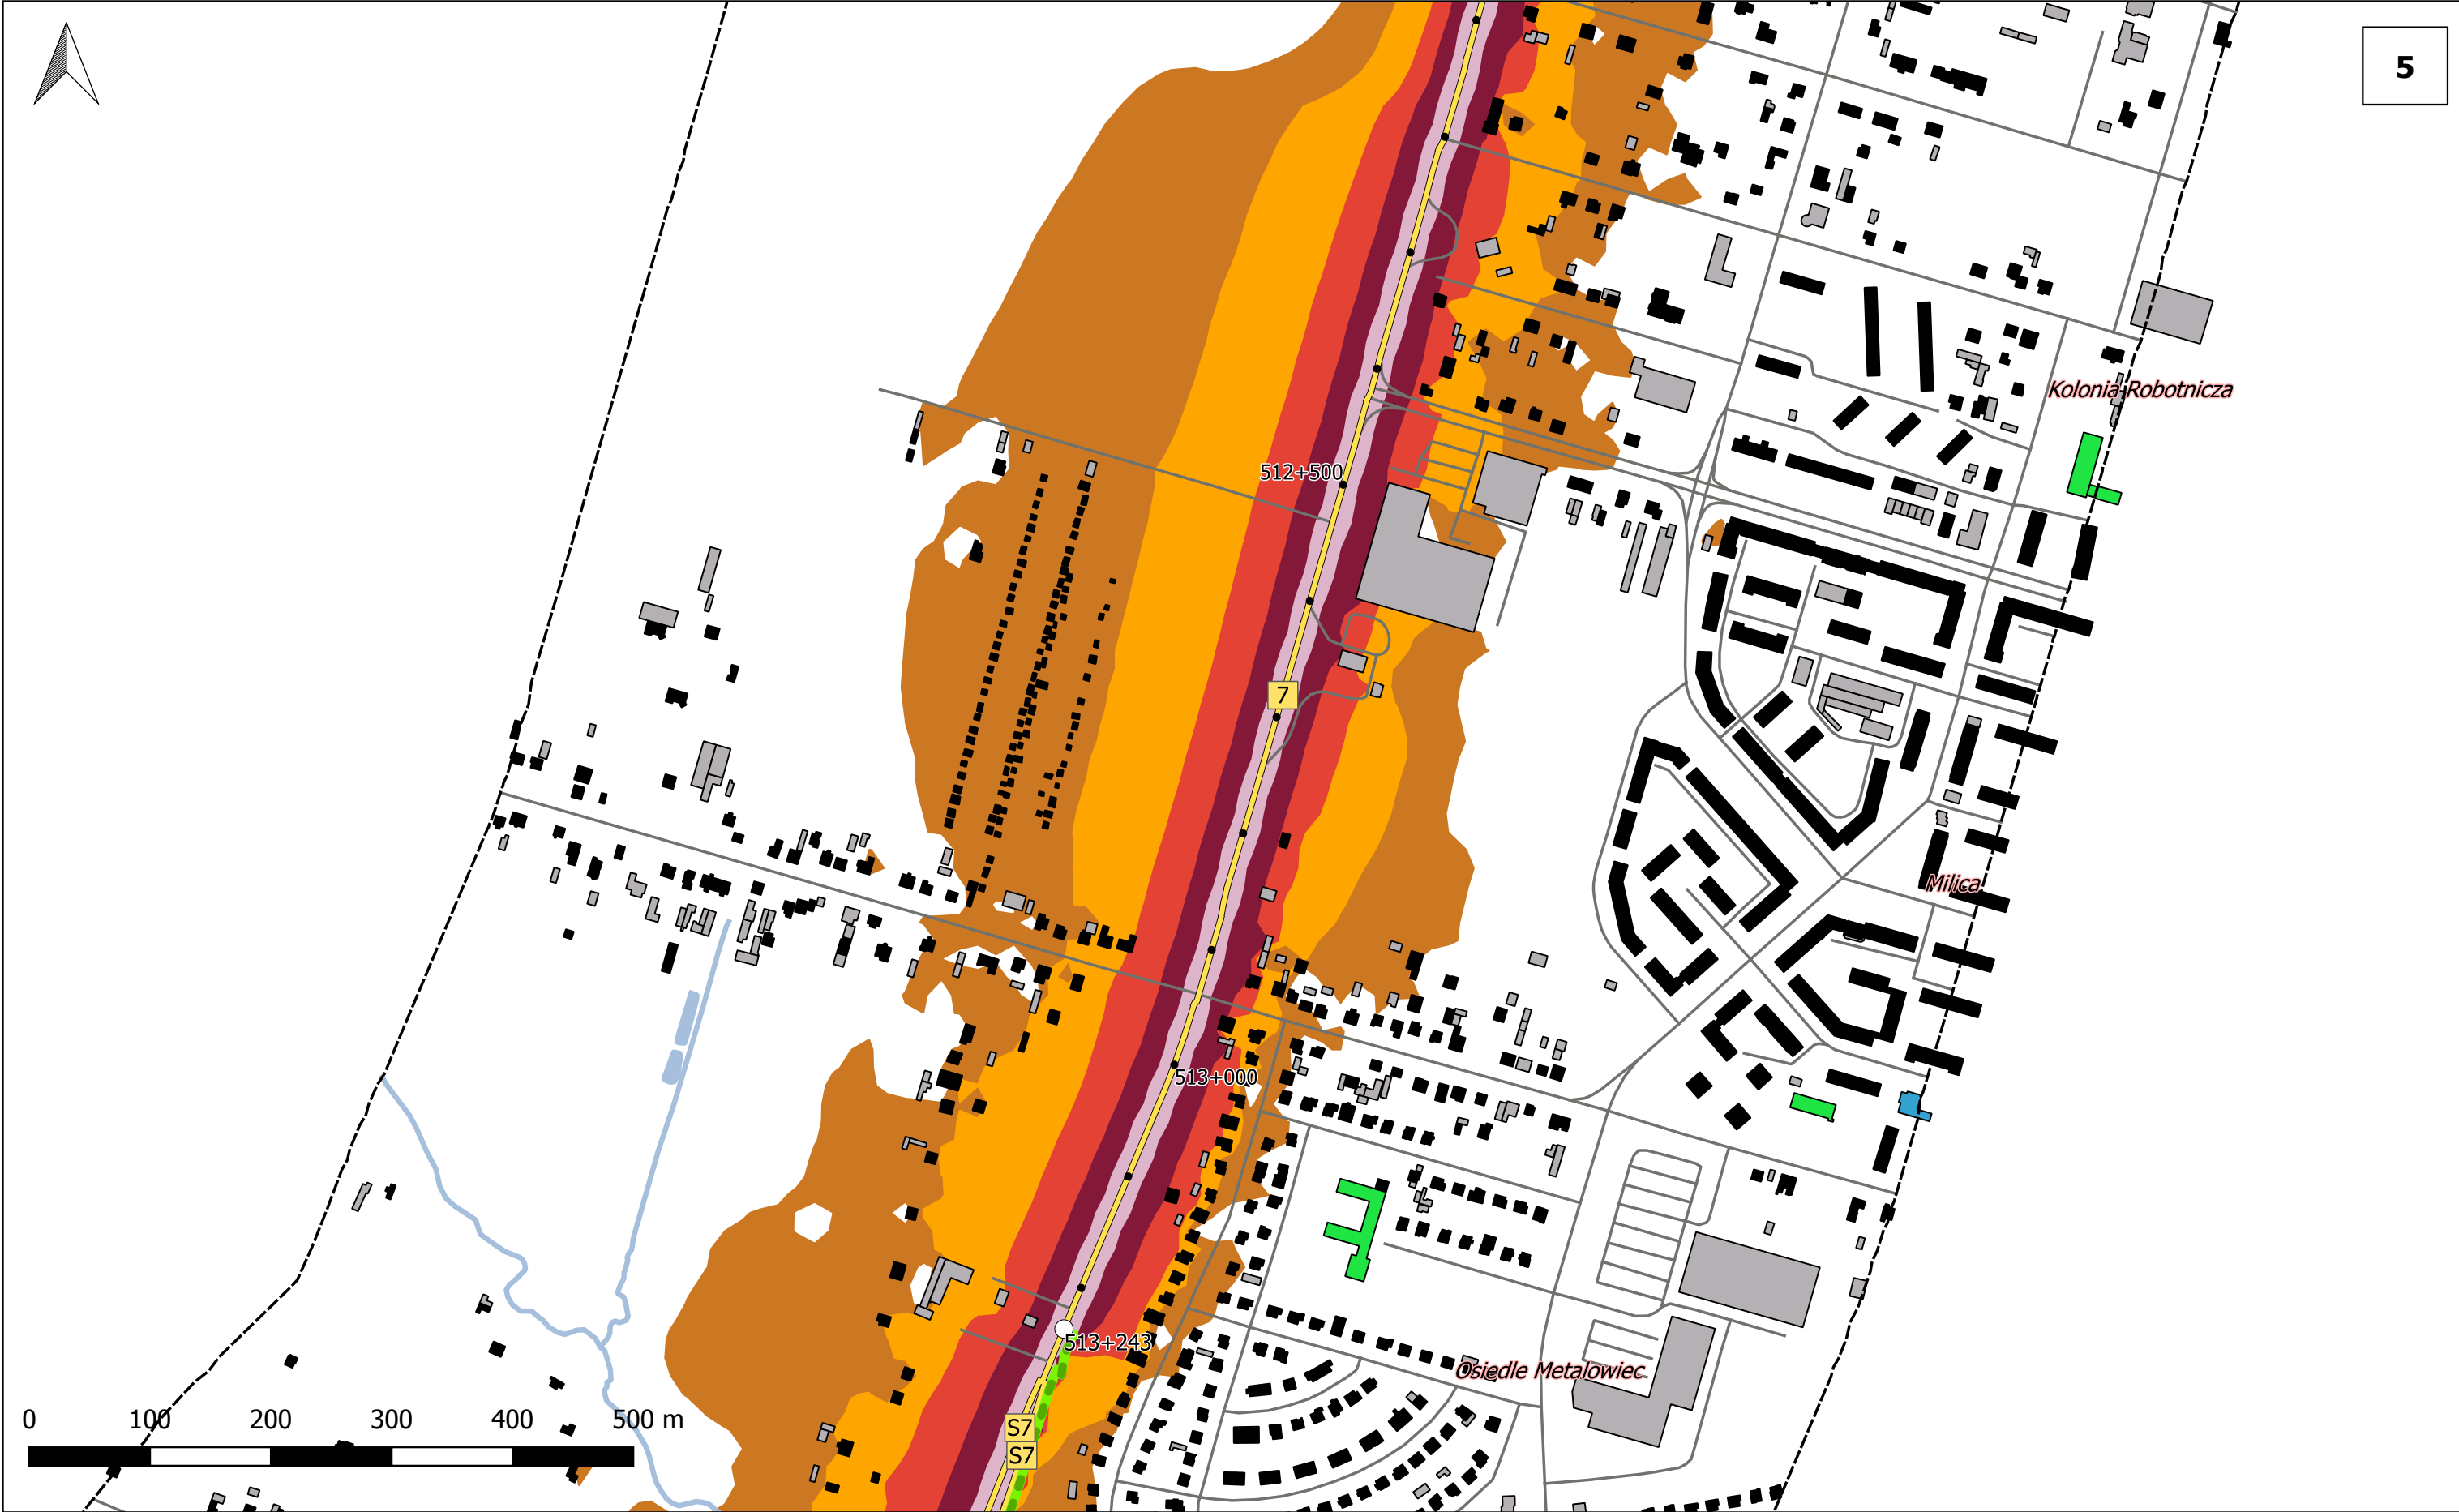 5
Kolonia Robotnicza
512+500
7
Milica
513+000
513+243
Osiedle Metalowiec
0 100 200 300 400 500 m
S7
S7